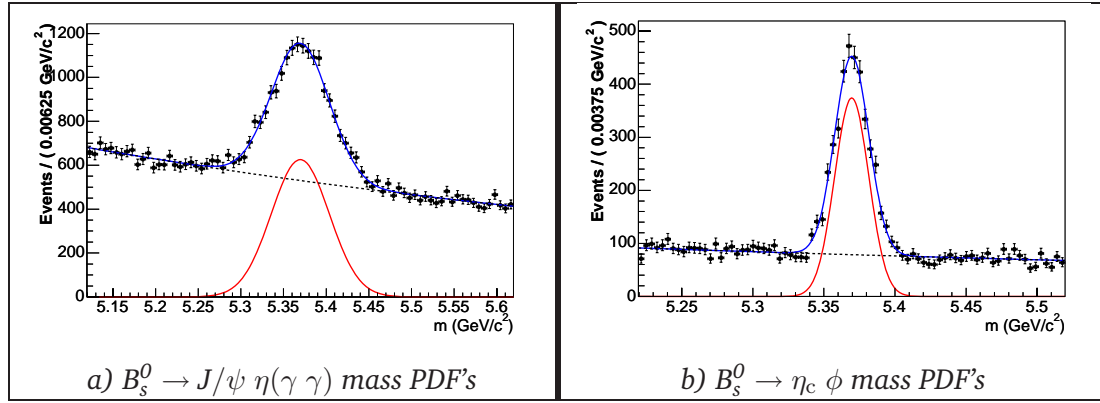 Events / ( 0.00625 GeV/c²)
1200
1000
800
600
400
200
0
5.15 5.2 5.25 5.3 5.35 5.4 5.45 5.5 5.55 5.6
m (GeV/c²)
a) B⁰ₛ → J/ψ η(γ γ) mass PDF's
Events / ( 0.00375 GeV/c²)
500
400
300
200
100
0
5.25 5.3 5.35 5.4 5.45 5.5
m (GeV/c²)
b) B⁰ₛ → η_c φ mass PDF's